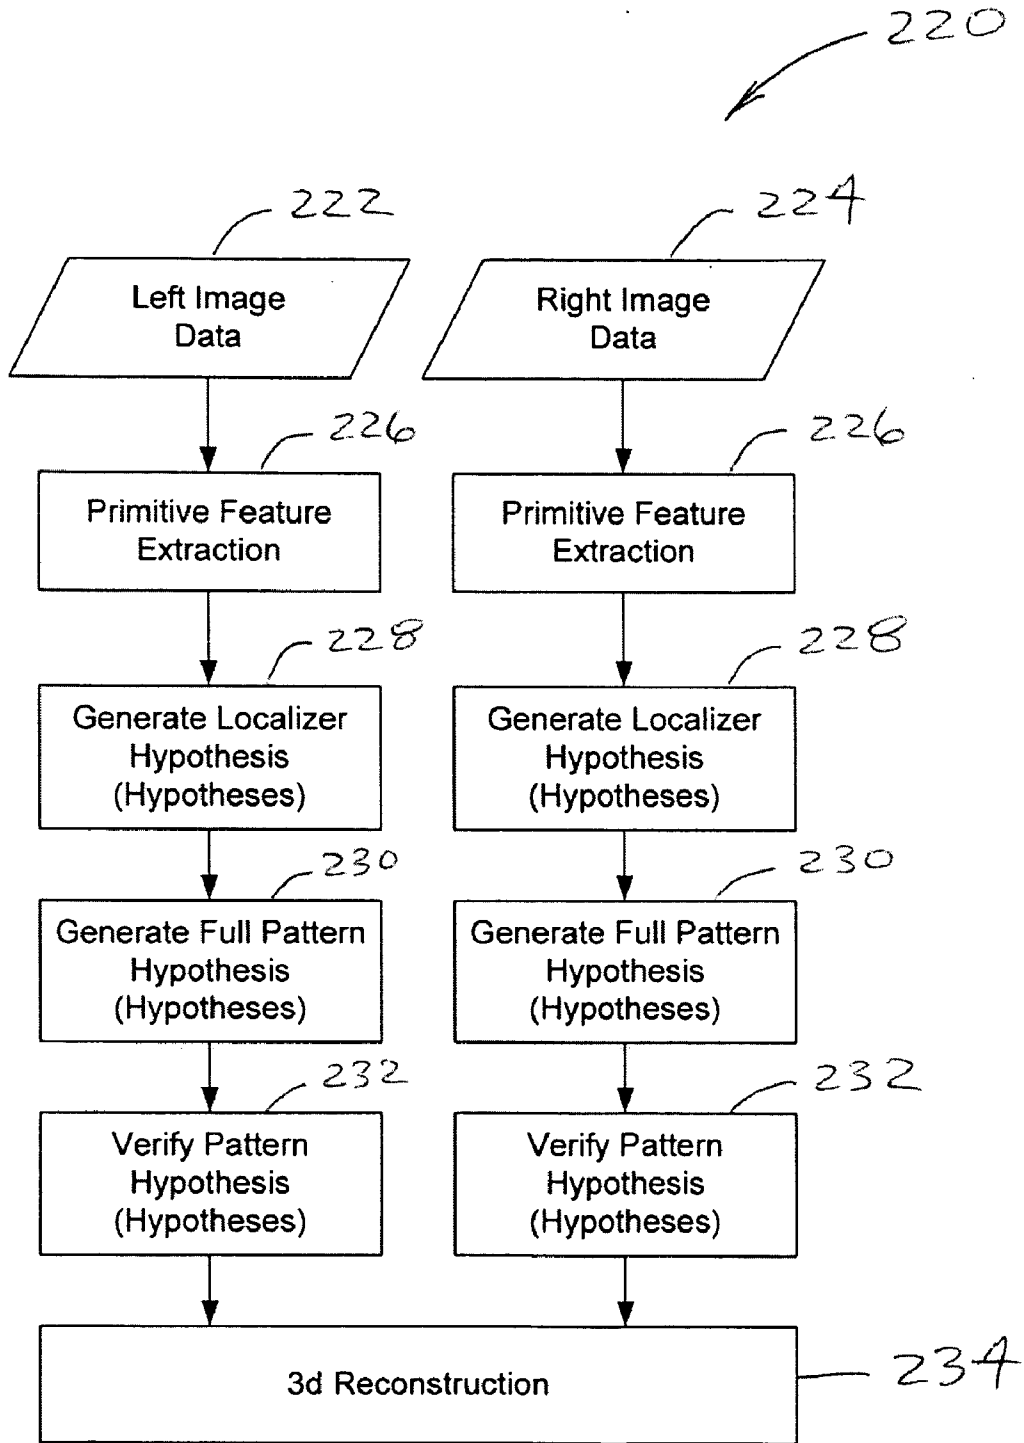 220
222
224
Left Image
Data
Right Image
Data
226
226
Primitive Feature
Extraction
Primitive Feature
Extraction
228
228
Generate Localizer
Hypothesis
(Hypotheses)
Generate Localizer
Hypothesis
(Hypotheses)
230
230
Generate Full Pattern
Hypothesis
(Hypotheses)
Generate Full Pattern
Hypothesis
(Hypotheses)
232
232
Verify Pattern
Hypothesis
(Hypotheses)
Verify Pattern
Hypothesis
(Hypotheses)
3d Reconstruction
234